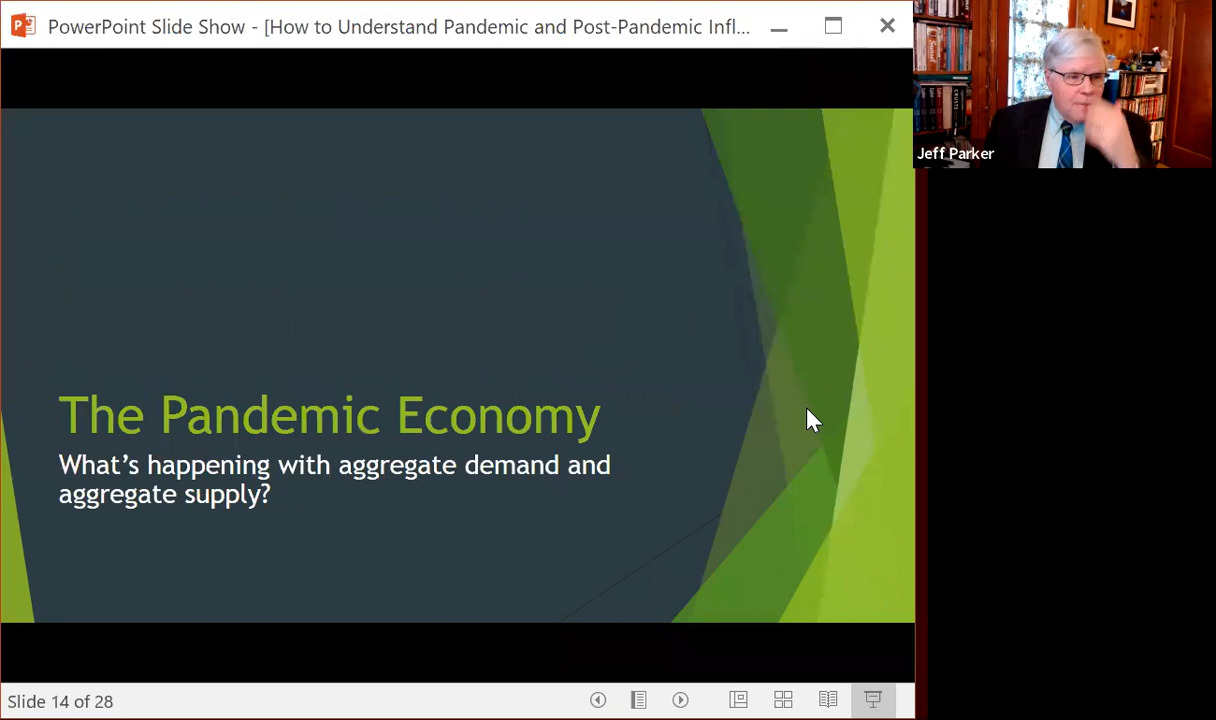 PowerPoint Slide Show - [How to Understand Pandemic and Post-Pandemic Infl...
Jeff Parker
The Pandemic Economy
What's happening with aggregate demand and
aggregate supply?
Slide 14 of 28